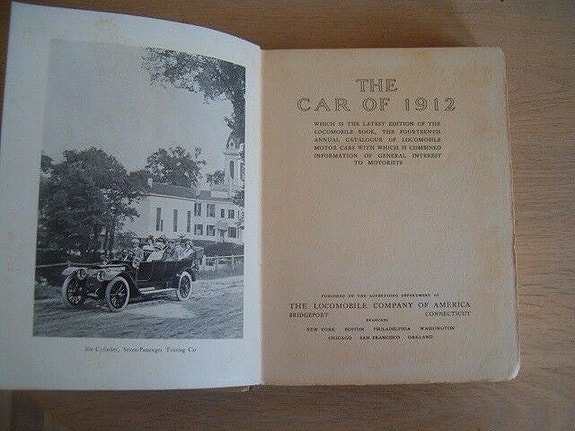 Six-Cylinder, Seven-Passenger Touring Car
THE
CAR OF 1912
WHICH IS THE LATEST EDITION OF THE
LOCOMOBILE BOOK, THE FOURTEENTH
ANNUAL CATALOGUE OF LOCOMOBILE
MOTOR CARS WITH WHICH IS COMBINED
INFORMATION OF GENERAL INTEREST
TO MOTORISTS
PUBLISHED BY THE ADVERTISING DEPARTMENT OF
THE LOCOMOBILE COMPANY OF AMERICA
BRIDGEPORT CONNECTICUT
BRANCHES
NEW YORK BOSTON PHILADELPHIA WASHINGTON
CHICAGO SAN FRANCISCO OAKLAND